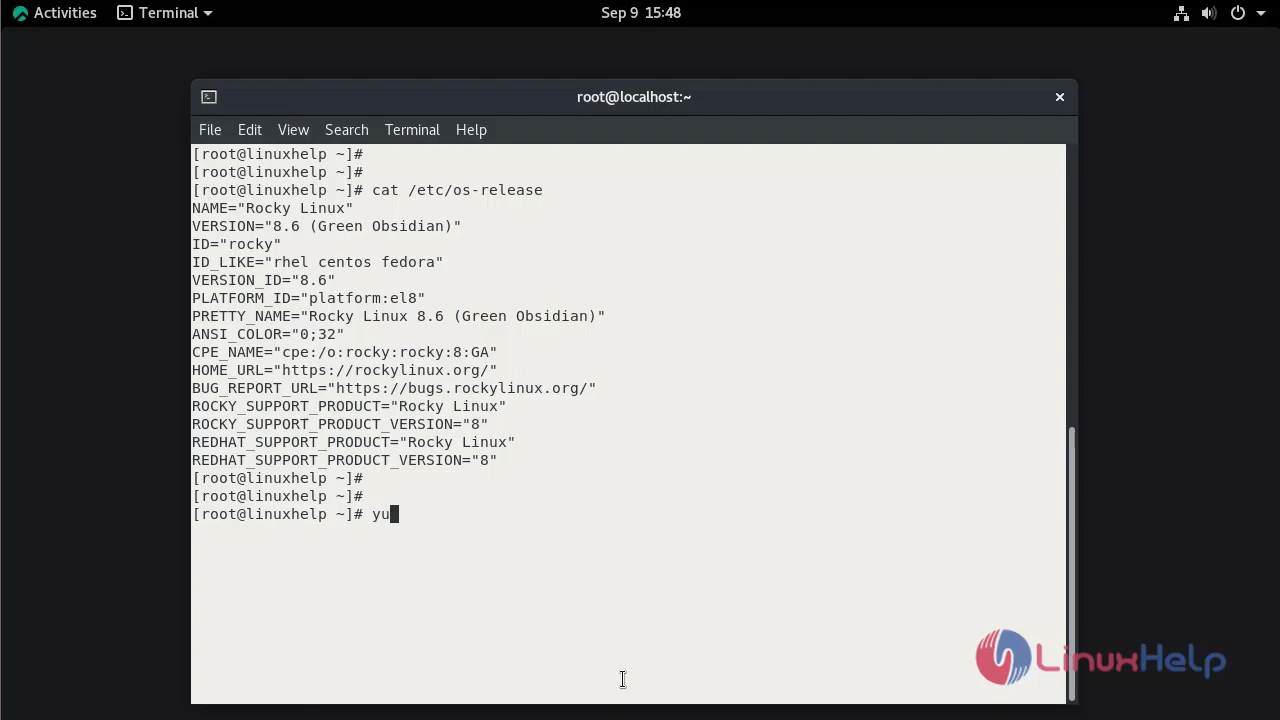 Activities Terminal Sep 9 15:48
root@localhost:~
File Edit View Search Terminal Help
[root@linuxhelp ~]#
[root@linuxhelp ~]#
[root@linuxhelp ~]# cat /etc/os-release
NAME="Rocky Linux"
VERSION="8.6 (Green Obsidian)"
ID="rocky"
ID_LIKE="rhel centos fedora"
VERSION_ID="8.6"
PLATFORM_ID="platform:el8"
PRETTY_NAME="Rocky Linux 8.6 (Green Obsidian)"
ANSI_COLOR="0;32"
CPE_NAME="cpe:/o:rocky:rocky:8:GA"
HOME_URL="https://rockylinux.org/"
BUG_REPORT_URL="https://bugs.rockylinux.org/"
ROCKY_SUPPORT_PRODUCT="Rocky Linux"
ROCKY_SUPPORT_PRODUCT_VERSION="8"
REDHAT_SUPPORT_PRODUCT="Rocky Linux"
REDHAT_SUPPORT_PRODUCT_VERSION="8"
[root@linuxhelp ~]#
[root@linuxhelp ~]#
[root@linuxhelp ~]# yu
LinuxHelp